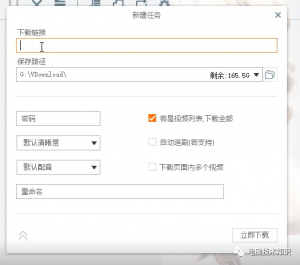 新建任务
下载链接
保存路径
G:\VDownload\ 剩余:165.5G
密码
若是视频列表,下载全部
默认清晰度
自动追剧(若支持)
默认配音
下载页面内多个视频
重命名
立即下载
电脑技术知识